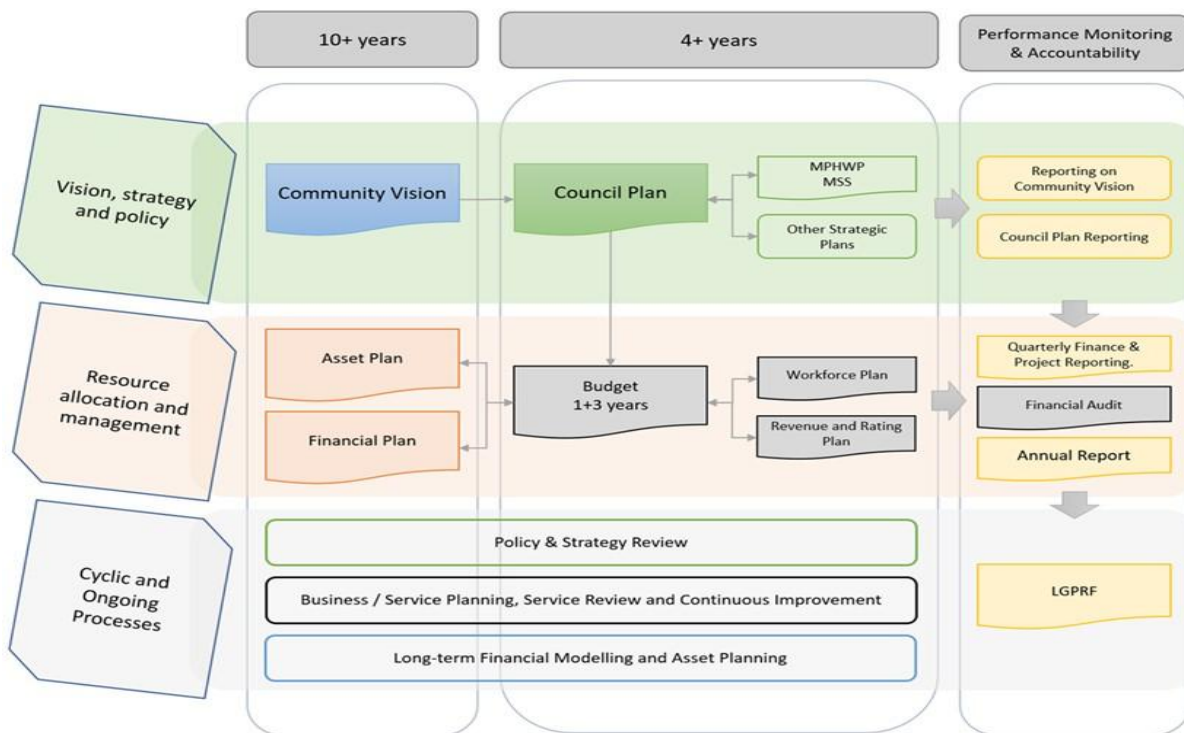 10+ years
4+ years
Performance Monitoring
& Accountability
Vision, strategy
and policy
Community Vision
Council Plan
MPHWP
MSS
Other Strategic
Plans
Reporting on
Community Vision
Council Plan Reporting
Resource
allocation and
management
Asset Plan
Financial Plan
Budget
1+3 years
Workforce Plan
Revenue and Rating
Plan
Quarterly Finance &
Project Reporting.
Financial Audit
Annual Report
Cyclic and
Ongoing
Processes
Policy & Strategy Review
Business / Service Planning, Service Review and Continuous Improvement
Long-term Financial Modelling and Asset Planning
LGPRF